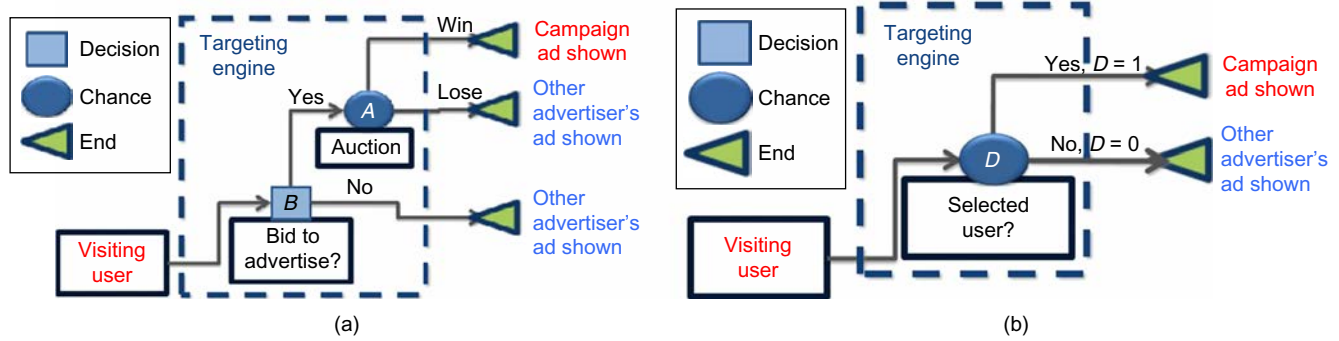 Decision
Chance
End
Targeting
engine
Win
Campaign
ad shown
Yes
A
Lose
Other
advertiser's
ad shown
Auction
No
B
Other
advertiser's
ad shown
Bid to
advertise?
Visiting
user
(a)
Decision
Chance
End
Targeting
engine
Yes, D = 1
Campaign
ad shown
No, D = 0
Other
advertiser's
ad shown
D
Selected
user?
Visiting
user
(b)